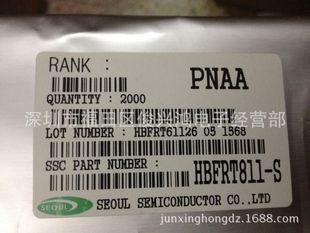 RANK : PNAA
QUANTITY : 2000
深圳市福田区俊兴鸿电子经营部
LOT NUMBER : HBFRT61126 05 1568
SSC PART NUMBER : HBFRT811-S
SEOUL SEOUL SEMICONDUCTOR CO.,LTD
junxinghongdz.1688.com